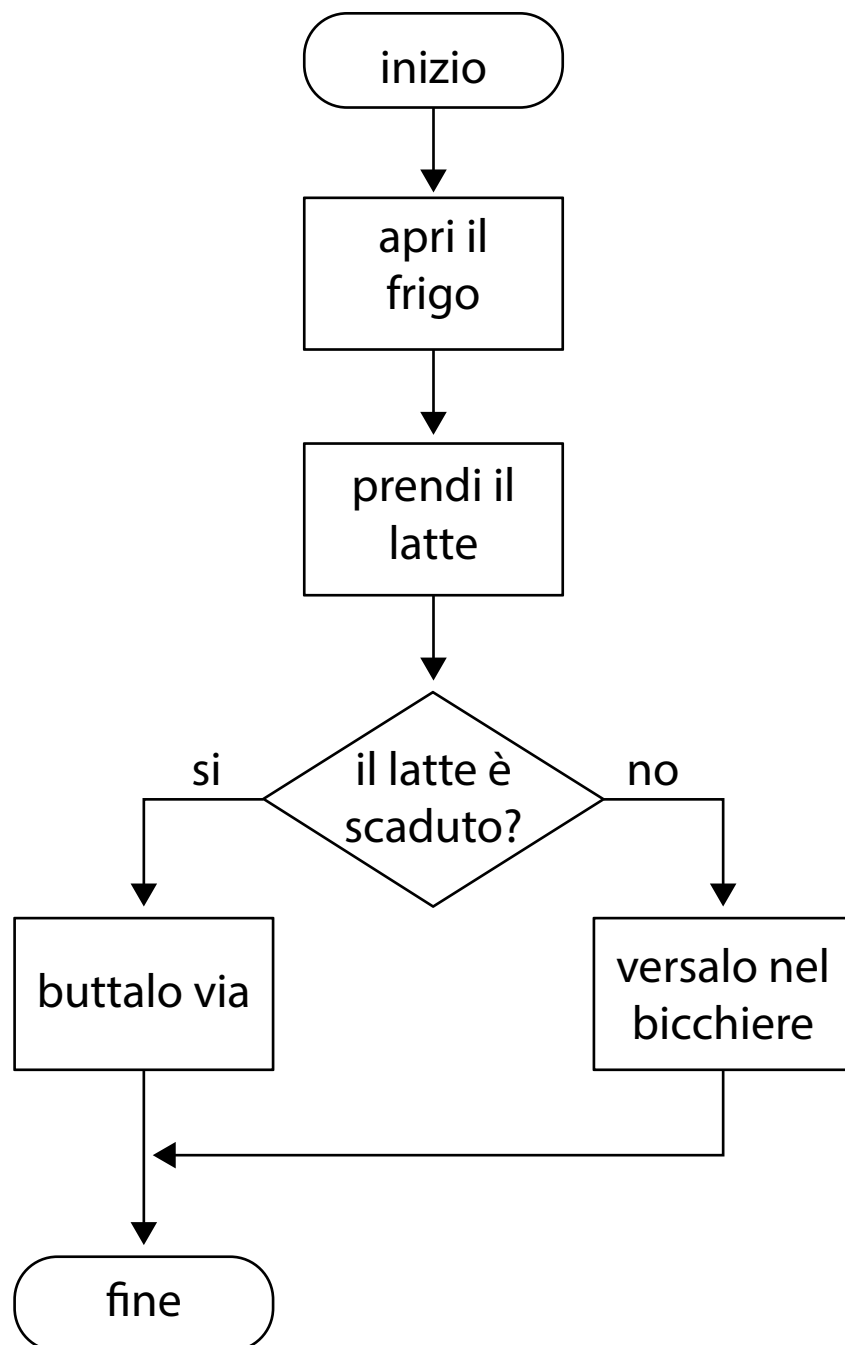 inizio
apri il
frigo
prendi il
latte
si
il latte è
scaduto?
no
buttalo via
versalo nel
bicchiere
fine